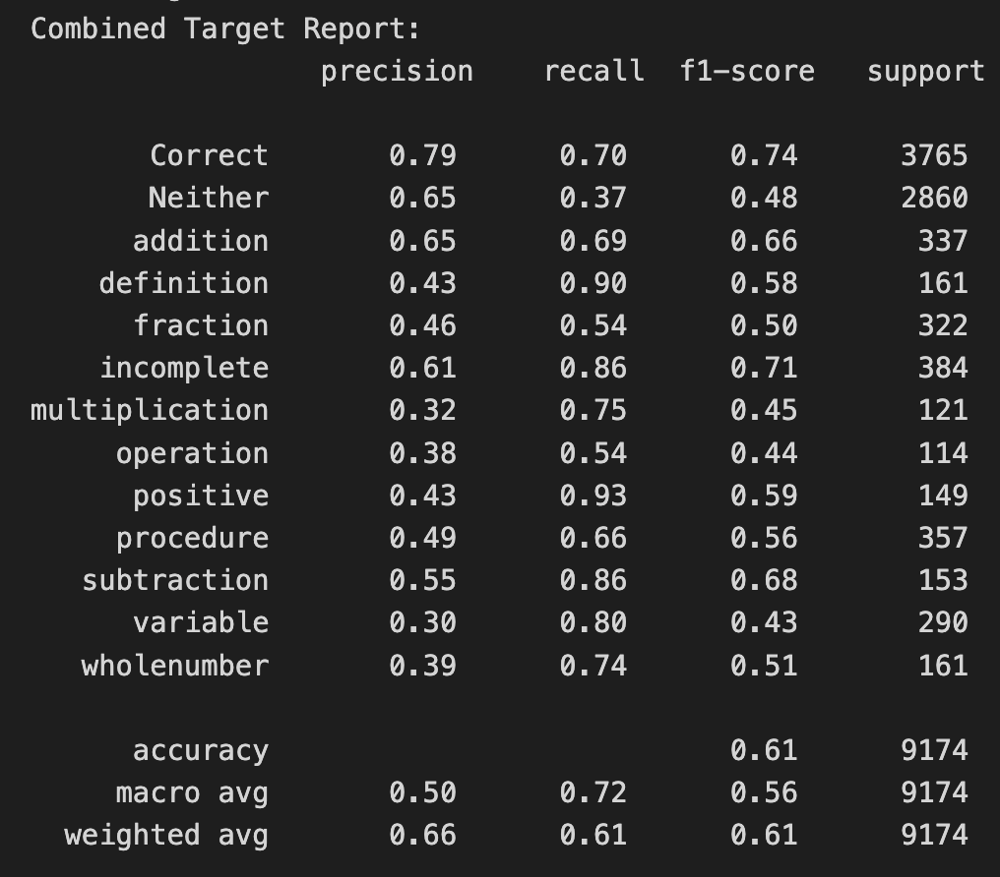 Combined Target Report:
precision recall f1-score support
Correct 0.79 0.70 0.74 3765
Neither 0.65 0.37 0.48 2860
addition 0.65 0.69 0.66 337
definition 0.43 0.90 0.58 161
fraction 0.46 0.54 0.50 322
incomplete 0.61 0.86 0.71 384
multiplication 0.32 0.75 0.45 121
operation 0.38 0.54 0.44 114
positive 0.43 0.93 0.59 149
procedure 0.49 0.66 0.56 357
subtraction 0.55 0.86 0.68 153
variable 0.30 0.80 0.43 290
wholenumber 0.39 0.74 0.51 161
accuracy 0.61 9174
macro avg 0.50 0.72 0.56 9174
weighted avg 0.66 0.61 0.61 9174